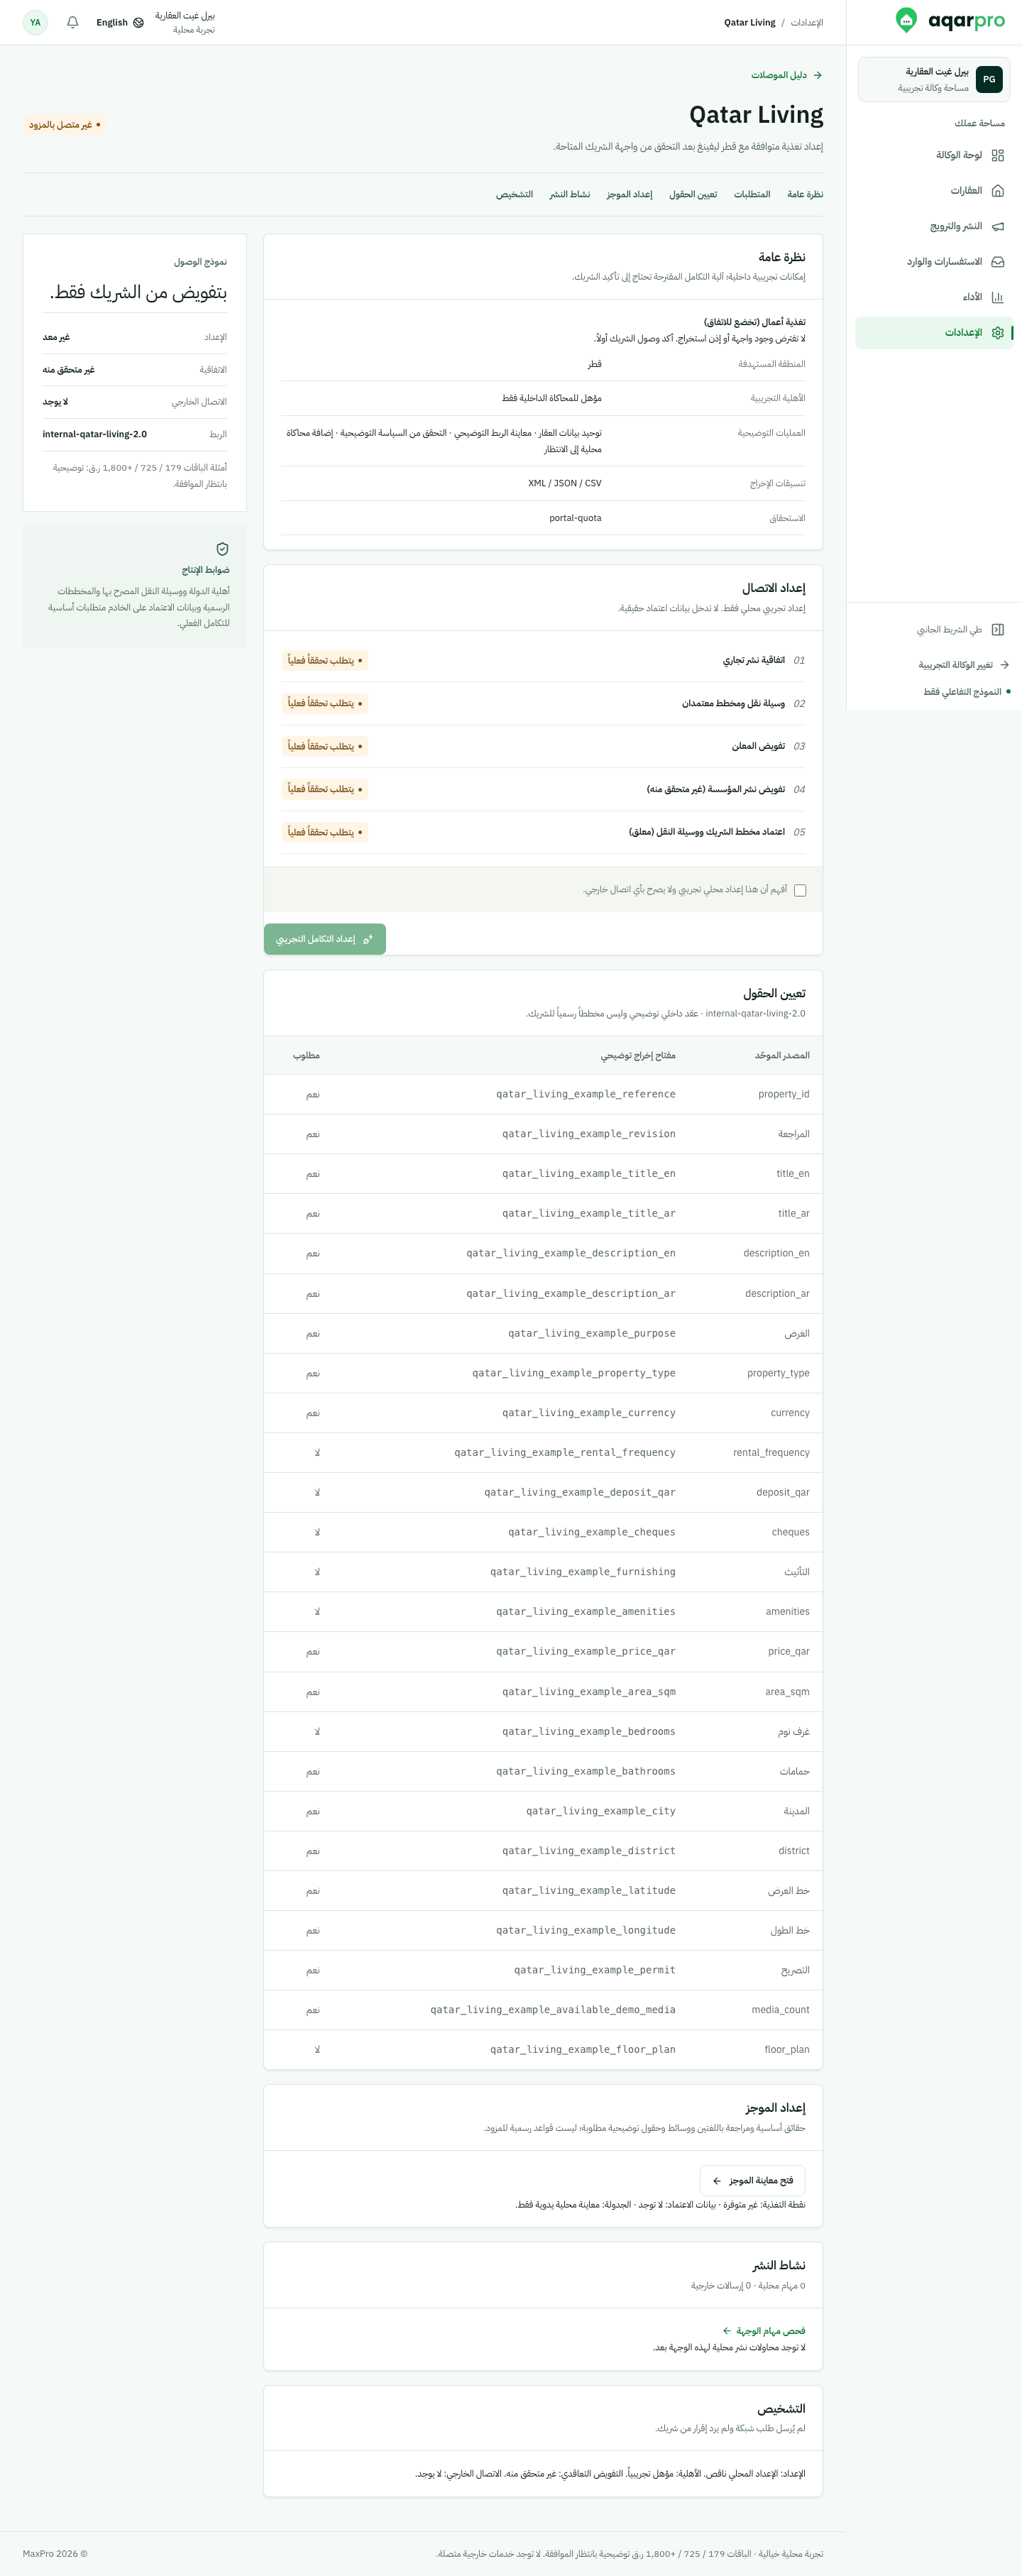 aqarpro
الإعدادات / Qatar Living
بيرل غيت العقارية
تجربة محلية
English
YA
PG
بيرل غيت العقارية
مساحة وكالة تجريبية
مساحة عملك
لوحة الوكالة
العقارات
النشر والترويج
الاستفسارات والوارد
الأداء
الإعدادات
طي الشريط الجانبي
تغيير الوكالة التجريبية
النموذج التفاعلي فقط
دليل الموصلات
Qatar Living
غير متصل بالمزود
إعداد تغذية متوافقة مع قطر ليفينغ بعد التحقق من واجهة الشريك المتاحة.
نظرة عامة
المتطلبات
تعيين الحقول
إعداد الموجز
نشاط النشر
التشخيص
نظرة عامة
إمكانات تجريبية داخلية؛ آلية التكامل المقترحة تحتاج إلى تأكيد الشريك.
تغذية أعمال (تخضع للاتفاق)
لا تفترض وجود واجهة أو إذن استخراج. أكد وصول الشريك أولاً.
المنطقة المستهدفة
قطر
الأهلية التجريبية
مؤهل للمحاكاة الداخلية فقط
العمليات التوضيحية
توحيد بيانات العقار · معاينة الربط التوضيحي · التحقق من السياسة التوضيحية · إضافة محاكاة
محلية إلى الانتظار
تنسيقات الإخراج
XML / JSON / CSV
الاستحقاق
portal-quota
نموذج الوصول
بتفويض من الشريك فقط.
الإعداد
غير معد
الاتفاقية
غير متحقق منه
الاتصال الخارجي
لا يوجد
الربط
internal-qatar-living-2.0
أمثلة الباقات 179 / 725 / +1,800 ر.ق: توضيحية
بانتظار الموافقة.
ضوابط الإنتاج
أهلية الدولة ووسيلة النقل المصرح بها والمخططات
الرسمية وبيانات الاعتماد على الخادم متطلبات أساسية
للتكامل الفعلي.
إعداد الاتصال
إعداد تجريبي محلي فقط. لا تدخل بيانات اعتماد حقيقية.
01 اتفاقية نشر تجاري
يتطلب تحققاً فعلياً
02 وسيلة نقل ومخطط معتمدان
يتطلب تحققاً فعلياً
03 تفويض المعلن
يتطلب تحققاً فعلياً
04 تفويض نشر المؤسسة (غير متحقق منه)
يتطلب تحققاً فعلياً
05 اعتماد مخطط الشريك ووسيلة النقل (معلق)
يتطلب تحققاً فعلياً
أفهم أن هذا إعداد محلي تجريبي ولا يصرح بأي اتصال خارجي.
إعداد التكامل التجريبي
تعيين الحقول
internal-qatar-living-2.0 · عقد داخلي توضيحي وليس مخططاً رسمياً للشريك.
المصدر الموحّد
مفتاح إخراج توضيحي
مطلوب
property_id qatar_living_example_reference نعم
المراجعة qatar_living_example_revision نعم
title_en qatar_living_example_title_en نعم
title_ar qatar_living_example_title_ar نعم
description_en qatar_living_example_description_en نعم
description_ar qatar_living_example_description_ar نعم
الغرض qatar_living_example_purpose نعم
property_type qatar_living_example_property_type نعم
currency qatar_living_example_currency نعم
rental_frequency qatar_living_example_rental_frequency لا
deposit_qar qatar_living_example_deposit_qar لا
cheques qatar_living_example_cheques لا
التأثيث qatar_living_example_furnishing لا
amenities qatar_living_example_amenities لا
price_qar qatar_living_example_price_qar نعم
area_sqm qatar_living_example_area_sqm نعم
غرف نوم qatar_living_example_bedrooms لا
حمامات qatar_living_example_bathrooms نعم
المدينة qatar_living_example_city نعم
district qatar_living_example_district نعم
خط العرض qatar_living_example_latitude نعم
خط الطول qatar_living_example_longitude نعم
التصريح qatar_living_example_permit نعم
media_count qatar_living_example_available_demo_media نعم
floor_plan qatar_living_example_floor_plan لا
إعداد الموجز
حقائق أساسية ومراجعة باللغتين ووسائط وحقول توضيحية مطلوبة؛ ليست قواعد رسمية للمزود.
فتح معاينة الموجز
نقطة التغذية: غير متوفرة · بيانات الاعتماد: لا توجد · الجدولة: معاينة محلية يدوية فقط.
نشاط النشر
0 مهام محلية · 0 إرسالات خارجية
فحص مهام الوجهة
لا توجد محاولات نشر محلية لهذه الوجهة بعد.
التشخيص
لم يُرسل طلب شبكة ولم يرد إقرار من شريك.
الإعداد: الإعداد المحلي ناقص. الأهلية: مؤهل تجريبياً. التفويض التعاقدي: غير متحقق منه. الاتصال الخارجي: لا يوجد.
تجربة محلية خيالية · الباقات 179 / 725 / +1,800 ر.ق توضيحية بانتظار الموافقة. لا توجد خدمات خارجية متصلة.
© 2026 MaxPro